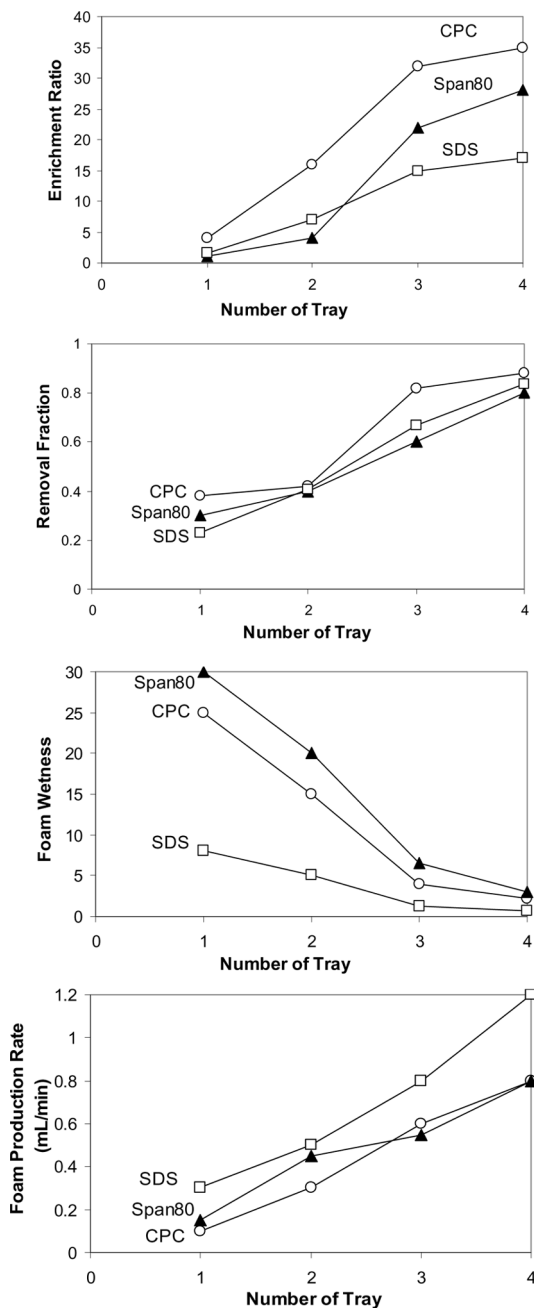 40
35
30
25
20
15
10
5
0
CPC
Span80
SDS
Enrichment Ratio
0 1 2 3 4
Number of Tray
1
0.8
0.6
0.4
0.2
0
CPC
Span80
SDS
Removal Fraction
0 1 2 3 4
Number of Tray
30
25
20
15
10
5
0
Span80
CPC
SDS
Foam Wetness
0 1 2 3 4
Number of Tray
1.2
1
0.8
0.6
0.4
0.2
0
SDS
Span80
CPC
Foam Production Rate
(mL/min)
0 1 2 3 4
Number of Tray